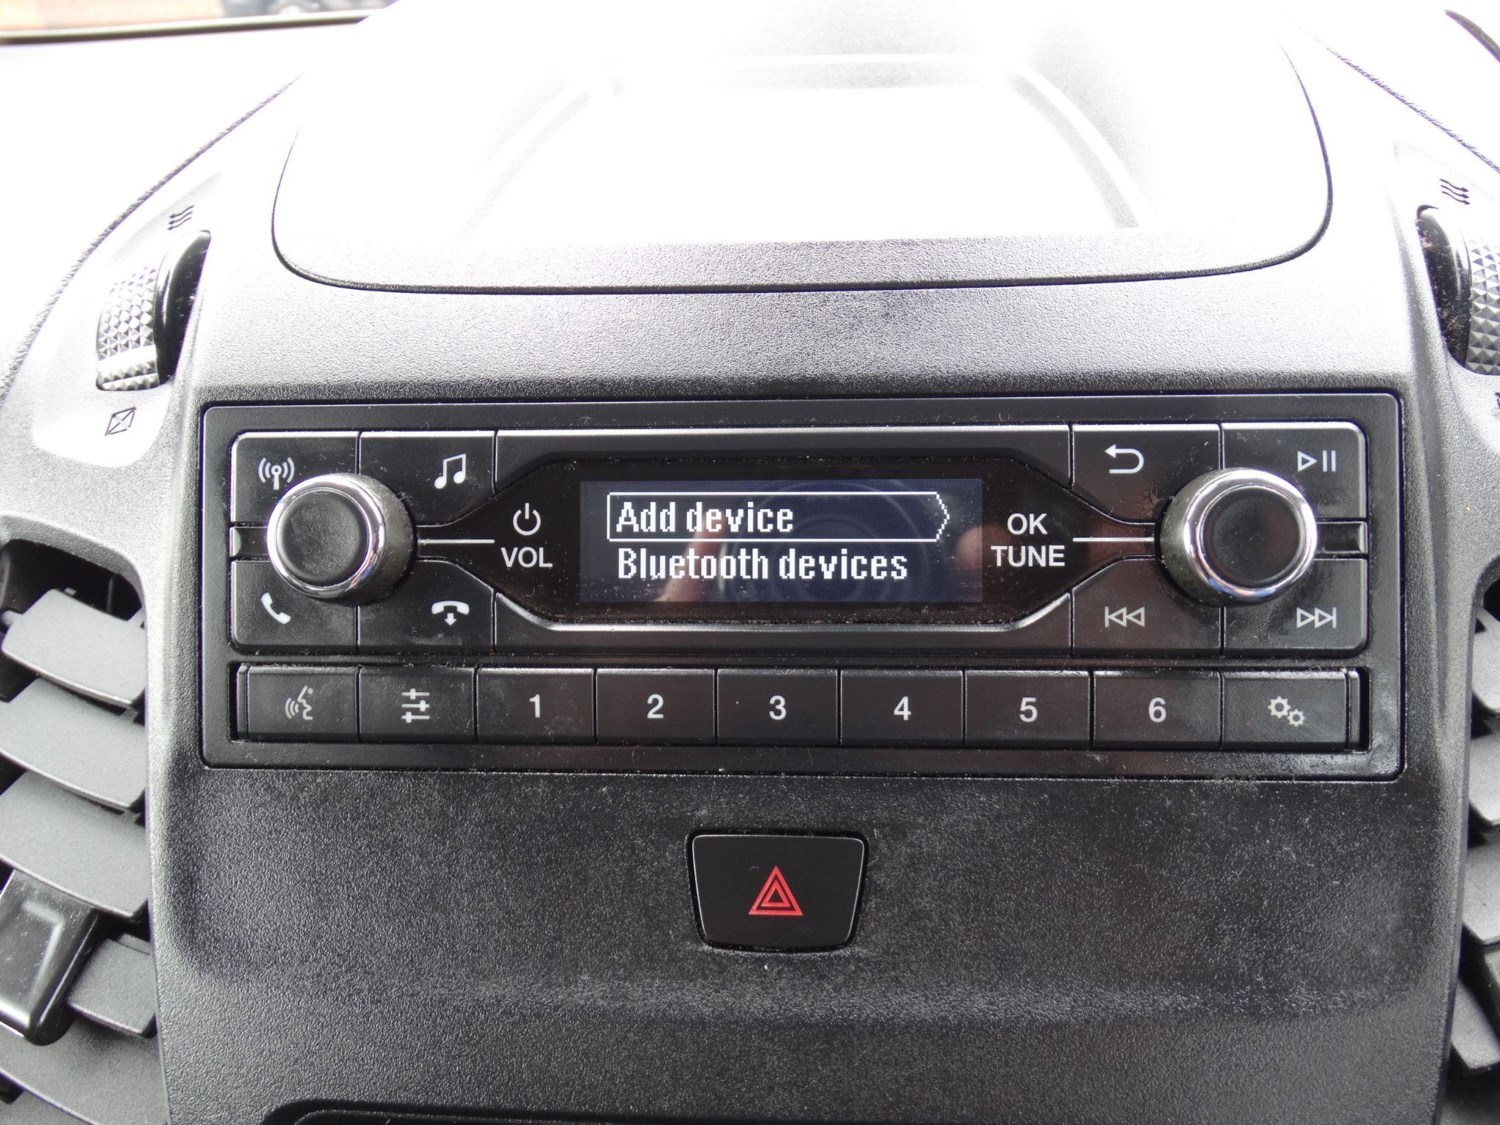 Add device
Bluetooth devices
VOL
OK
TUNE
1 2 3 4 5 6